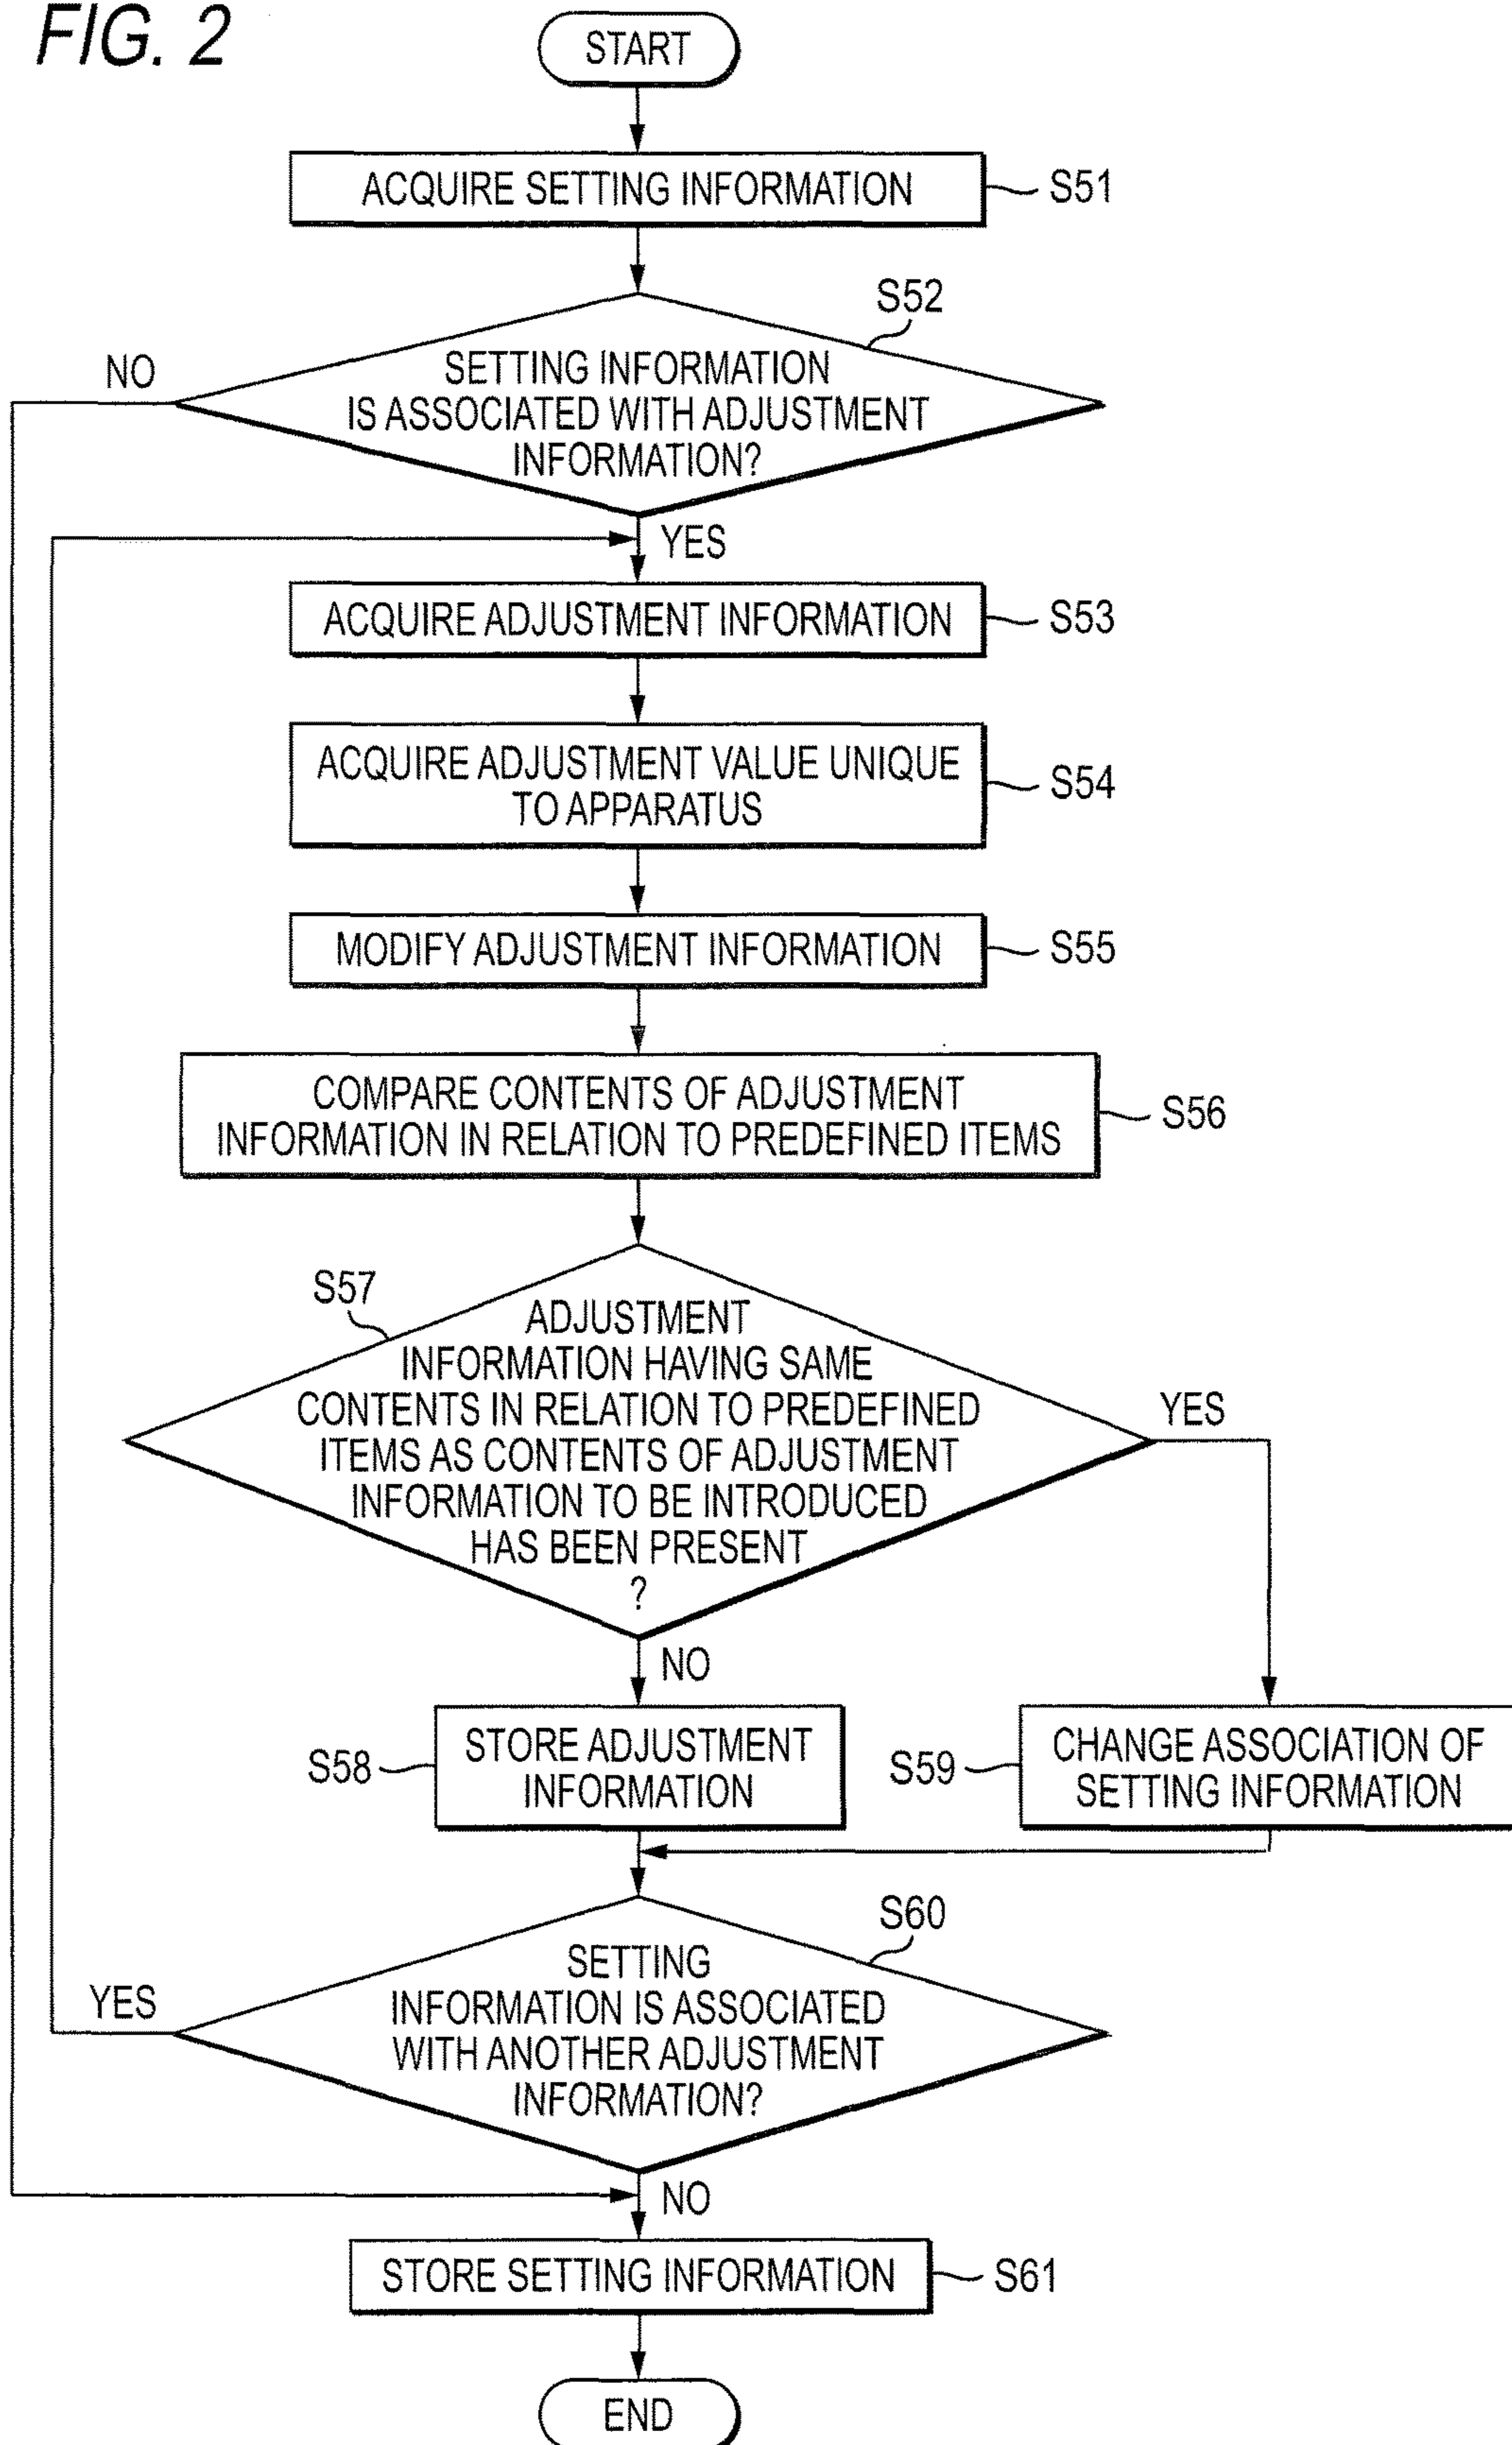 FIG. 2
START
ACQUIRE SETTING INFORMATION
S51
S52
NO
SETTING INFORMATION
IS ASSOCIATED WITH ADJUSTMENT
INFORMATION?
YES
ACQUIRE ADJUSTMENT INFORMATION
S53
ACQUIRE ADJUSTMENT VALUE UNIQUE
TO APPARATUS
S54
MODIFY ADJUSTMENT INFORMATION
S55
COMPARE CONTENTS OF ADJUSTMENT
INFORMATION IN RELATION TO PREDEFINED ITEMS
S56
S57
ADJUSTMENT
INFORMATION HAVING SAME
CONTENTS IN RELATION TO PREDEFINED
ITEMS AS CONTENTS OF ADJUSTMENT
INFORMATION TO BE INTRODUCED
HAS BEEN PRESENT
?
YES
NO
S58
STORE ADJUSTMENT
INFORMATION
S59
CHANGE ASSOCIATION OF
SETTING INFORMATION
S60
YES
SETTING
INFORMATION IS ASSOCIATED
WITH ANOTHER ADJUSTMENT
INFORMATION?
NO
STORE SETTING INFORMATION
S61
END